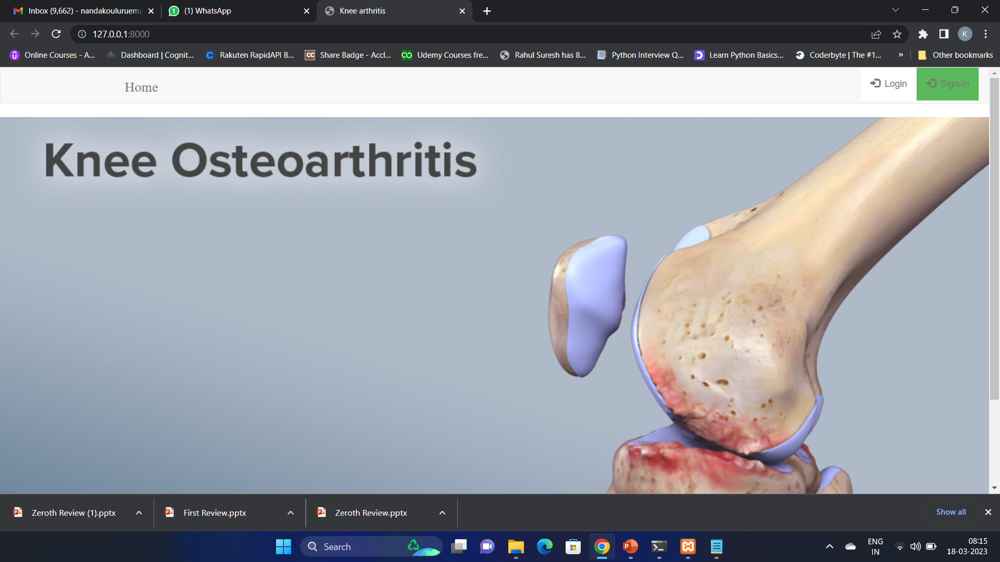 Inbox (9,662) - nandakouluruema
(1) WhatsApp
Knee arthritis
127.0.0.1:8000
K
Online Courses - A...
Dashboard | Cognit...
Rakuten RapidAPI B...
CC
Share Badge - Accl...
Udemy Courses fre...
Rahul Suresh has 8...
Python Interview Q...
Learn Python Basics...
Coderbyte | The #1...
»
Other bookmarks
Home
Login
Sign-in
Knee Osteoarthritis
Zeroth Review (1).pptx
First Review.pptx
Zeroth Review.pptx
Show all
Search
ENG
IN
08:15
18-03-2023